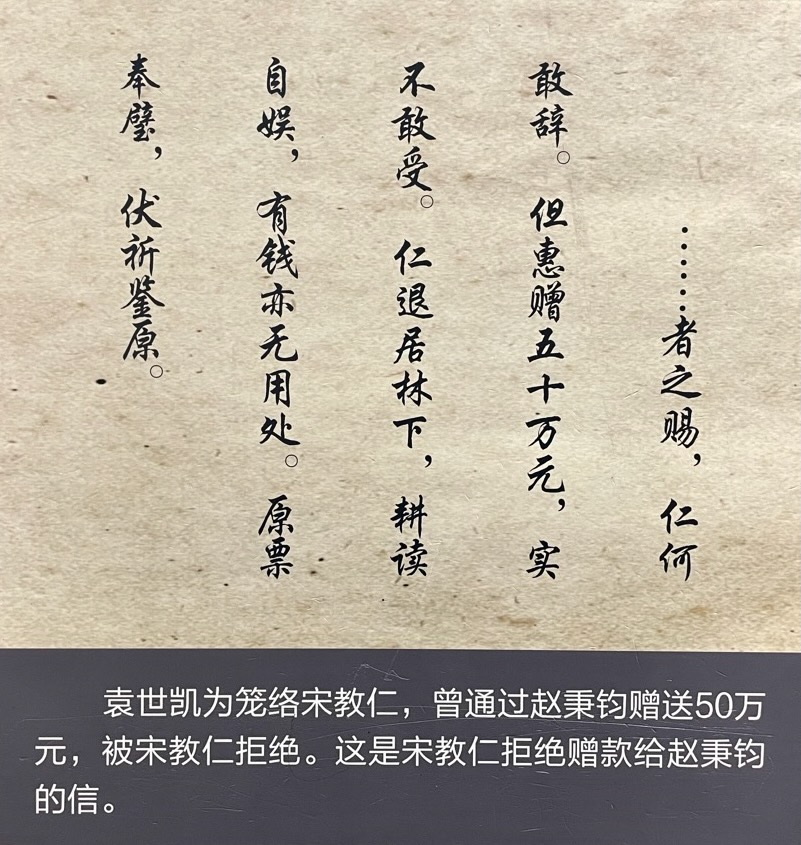 ……者之赐，仁何
敢辞。但惠赠五十万元，实
不敢受。仁退居林下，耕读
自娱，有钱亦无用处。原票
奉璧，伏祈鉴原。
袁世凯为笼络宋教仁，曾通过赵秉钧赠送50万
元，被宋教仁拒绝。这是宋教仁拒绝赠款给赵秉钧
的信。